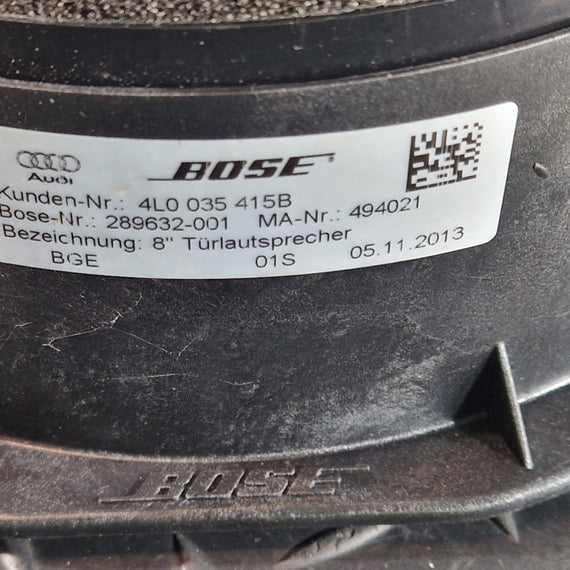 BOSE
Audi
Kunden-Nr.: 4L0 035 415B
Bose-Nr.: 289632-001 MA-Nr.: 494021
Bezeichnung: 8" Türlautsprecher
BGE 01S 05.11.2013
BOSE